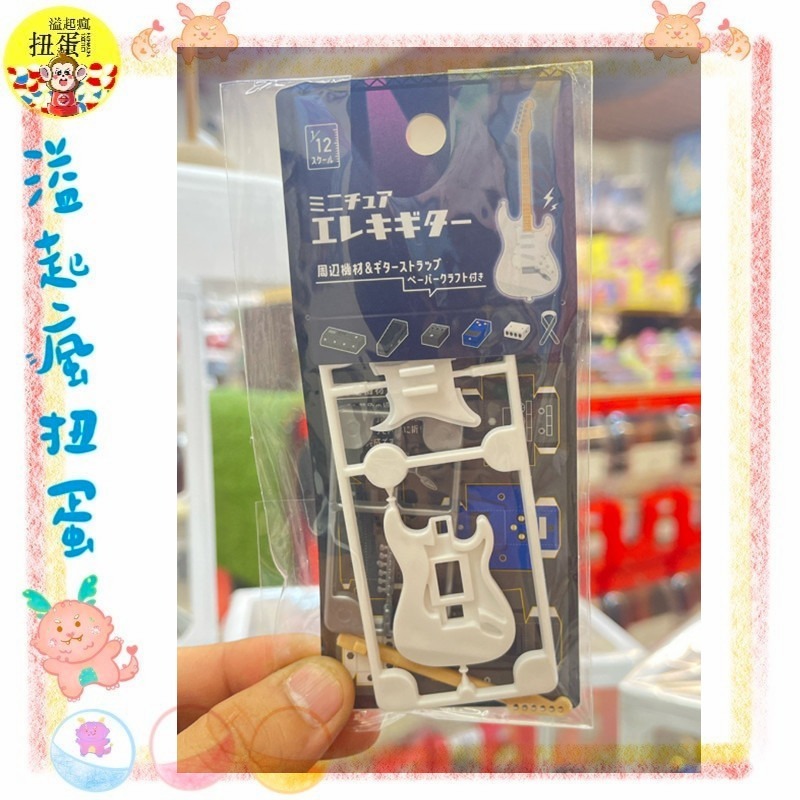 溢起瘋
扭蛋
溢起瘋扭蛋
1/12
スケール
ミニチュア
エレキギター
周辺機材&ギターストラップ
ペーパークラフト付き